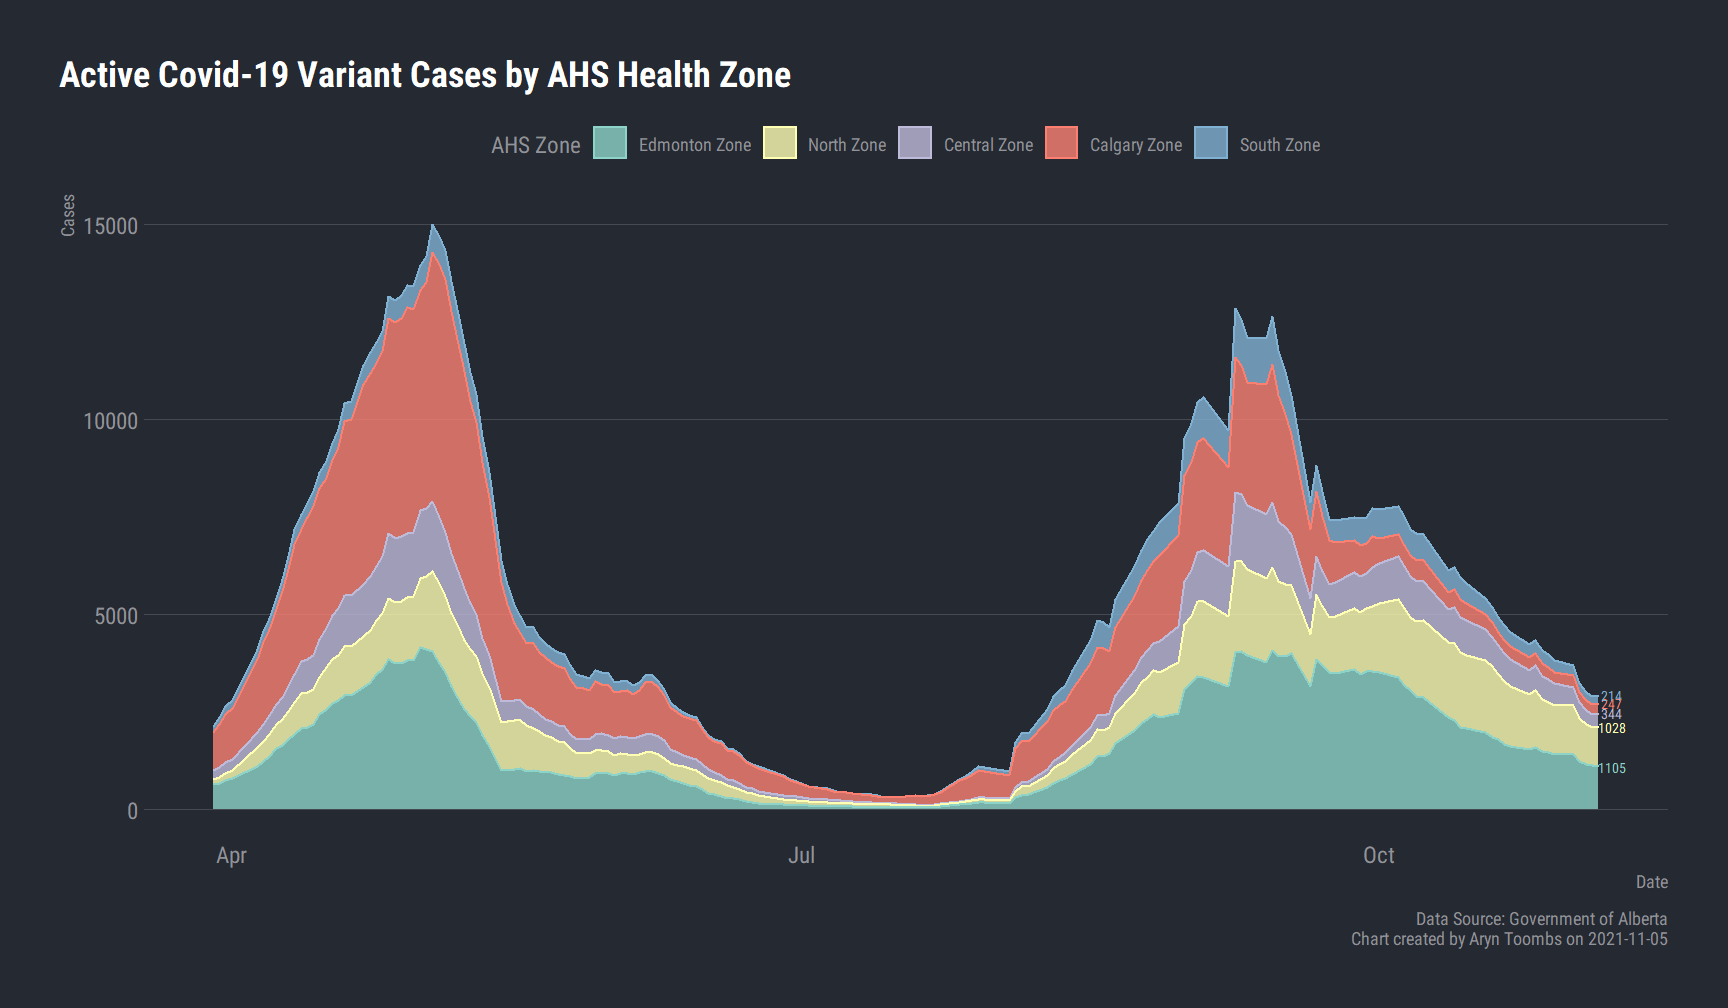 Active Covid-19 Variant Cases by AHS Health Zone
AHS Zone Edmonton Zone North Zone Central Zone Calgary Zone South Zone
Cases
15000
10000
5000
0
214
247
344
1028
1105
Apr Jul Oct
Date
Data Source: Government of Alberta
Chart created by Aryn Toombs on 2021-11-05